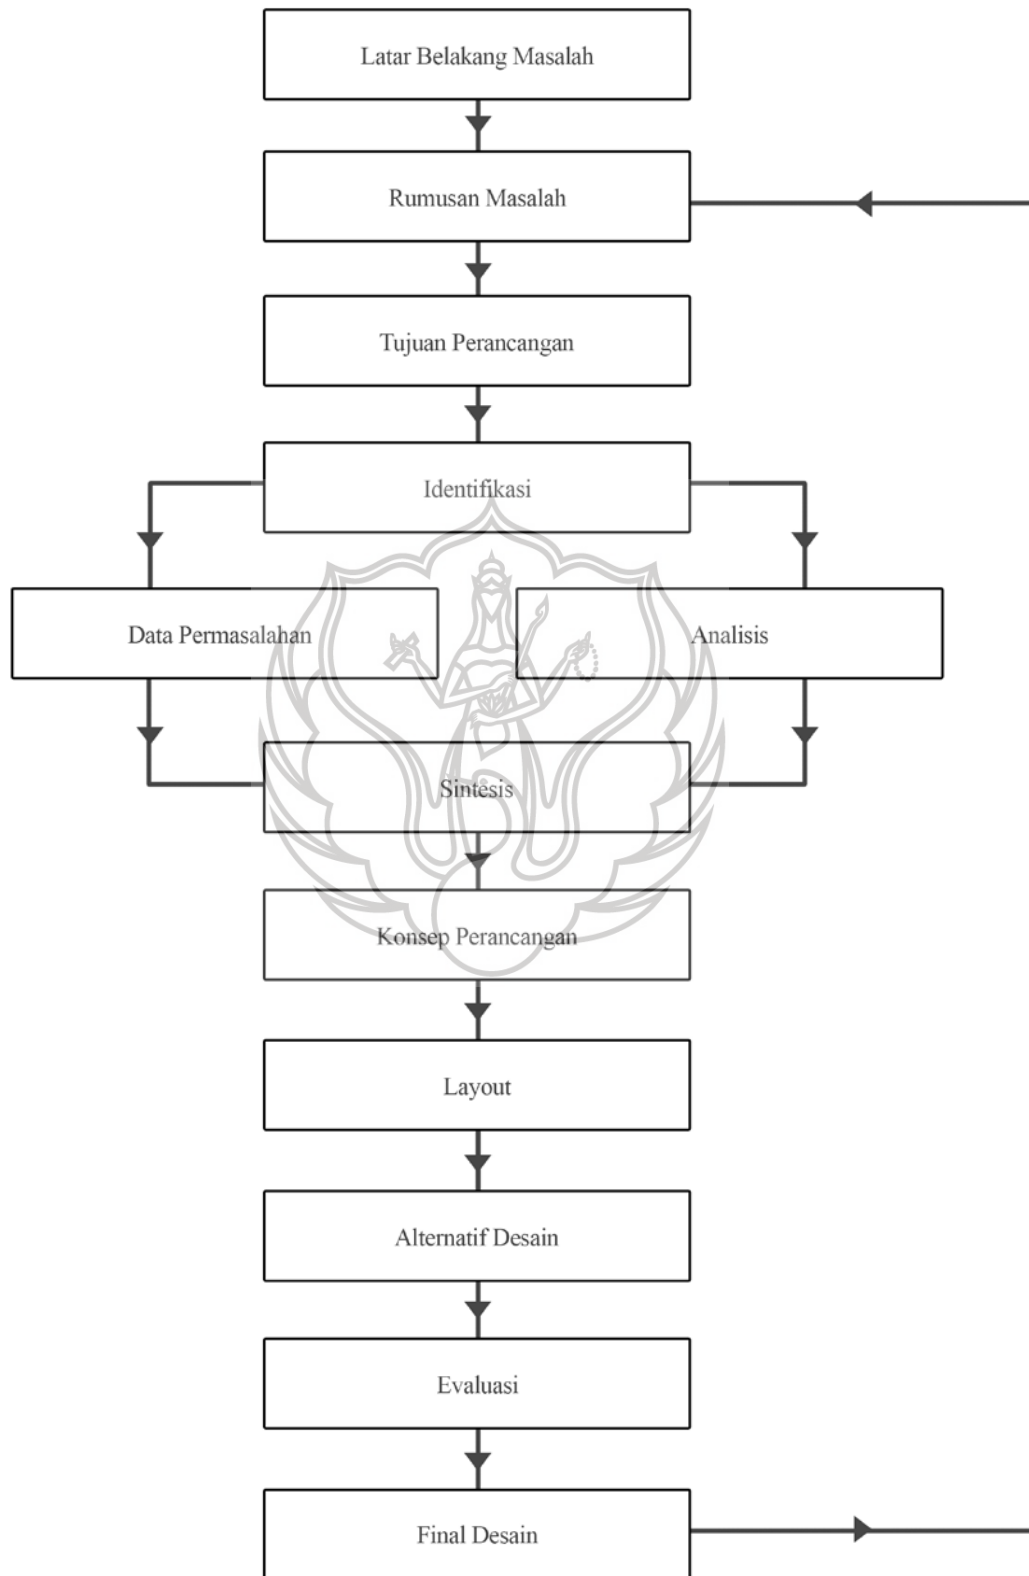 Latar Belakang Masalah
Rumusan Masalah
Tujuan Perancangan
Identifikasi
Data Permasalahan
Analisis
Sintesis
Konsep Perancangan
Layout
Alternatif Desain
Evaluasi
Final Desain